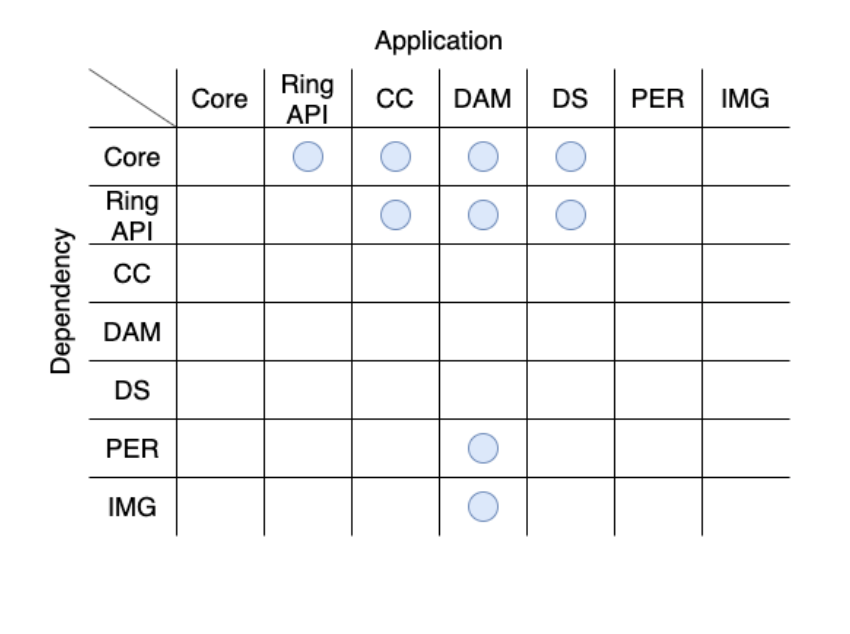 Application
Core
Ring
API
CC
DAM
DS
PER
IMG
Dependency
Core
Ring
API
CC
DAM
DS
PER
IMG